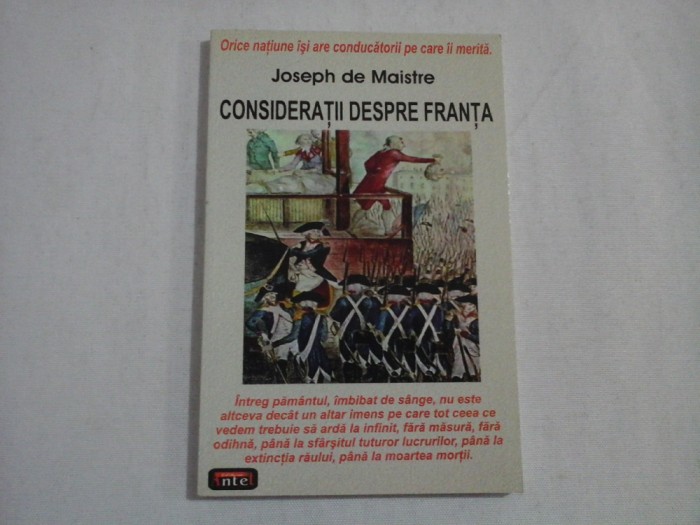 Orice națiune își are conducătorii pe care îi merită.
Joseph de Maistre
CONSIDERAȚII DESPRE FRANȚA
Întreg pământul, îmbibat de sânge, nu este
altceva decât un altar imens pe care tot ceea ce
vedem trebuie să ardă la infinit, fără măsură, fără
odihnă, până la sfârșitul tuturor lucrurilor, până la
extincția răului, până la moartea morții.
Antet